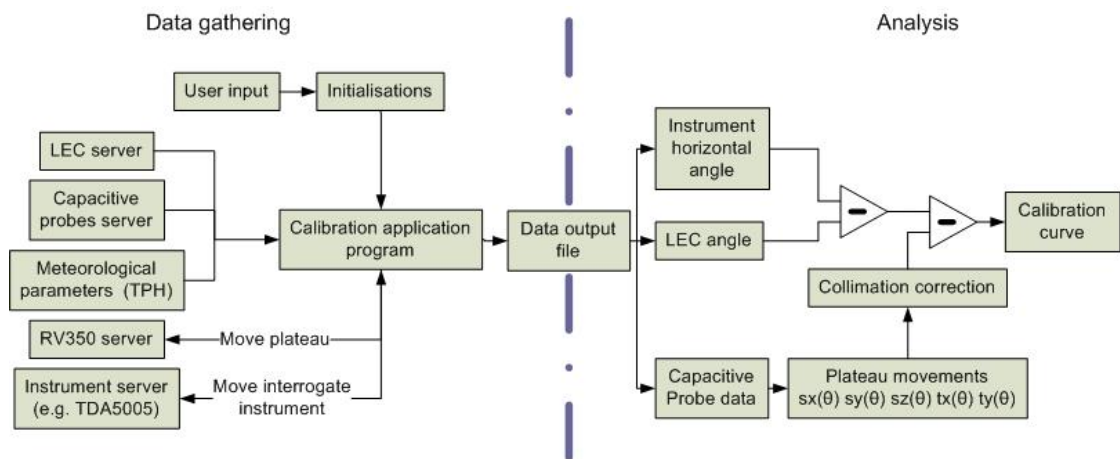 Data gathering
Analysis
User input
Initialisations
LEC server
Capacitive
probes server
Meteorological
parameters (TPH)
RV350 server
Instrument server
(e.g. TDA5005)
Move plateau
Move interrogate
instrument
Calibration application
program
Data output
file
Instrument
horizontal
angle
LEC angle
Capacitive
Probe data
Plateau movements
sx(θ) sy(θ) sz(θ) tx(θ) ty(θ)
Collimation correction
Calibration
curve